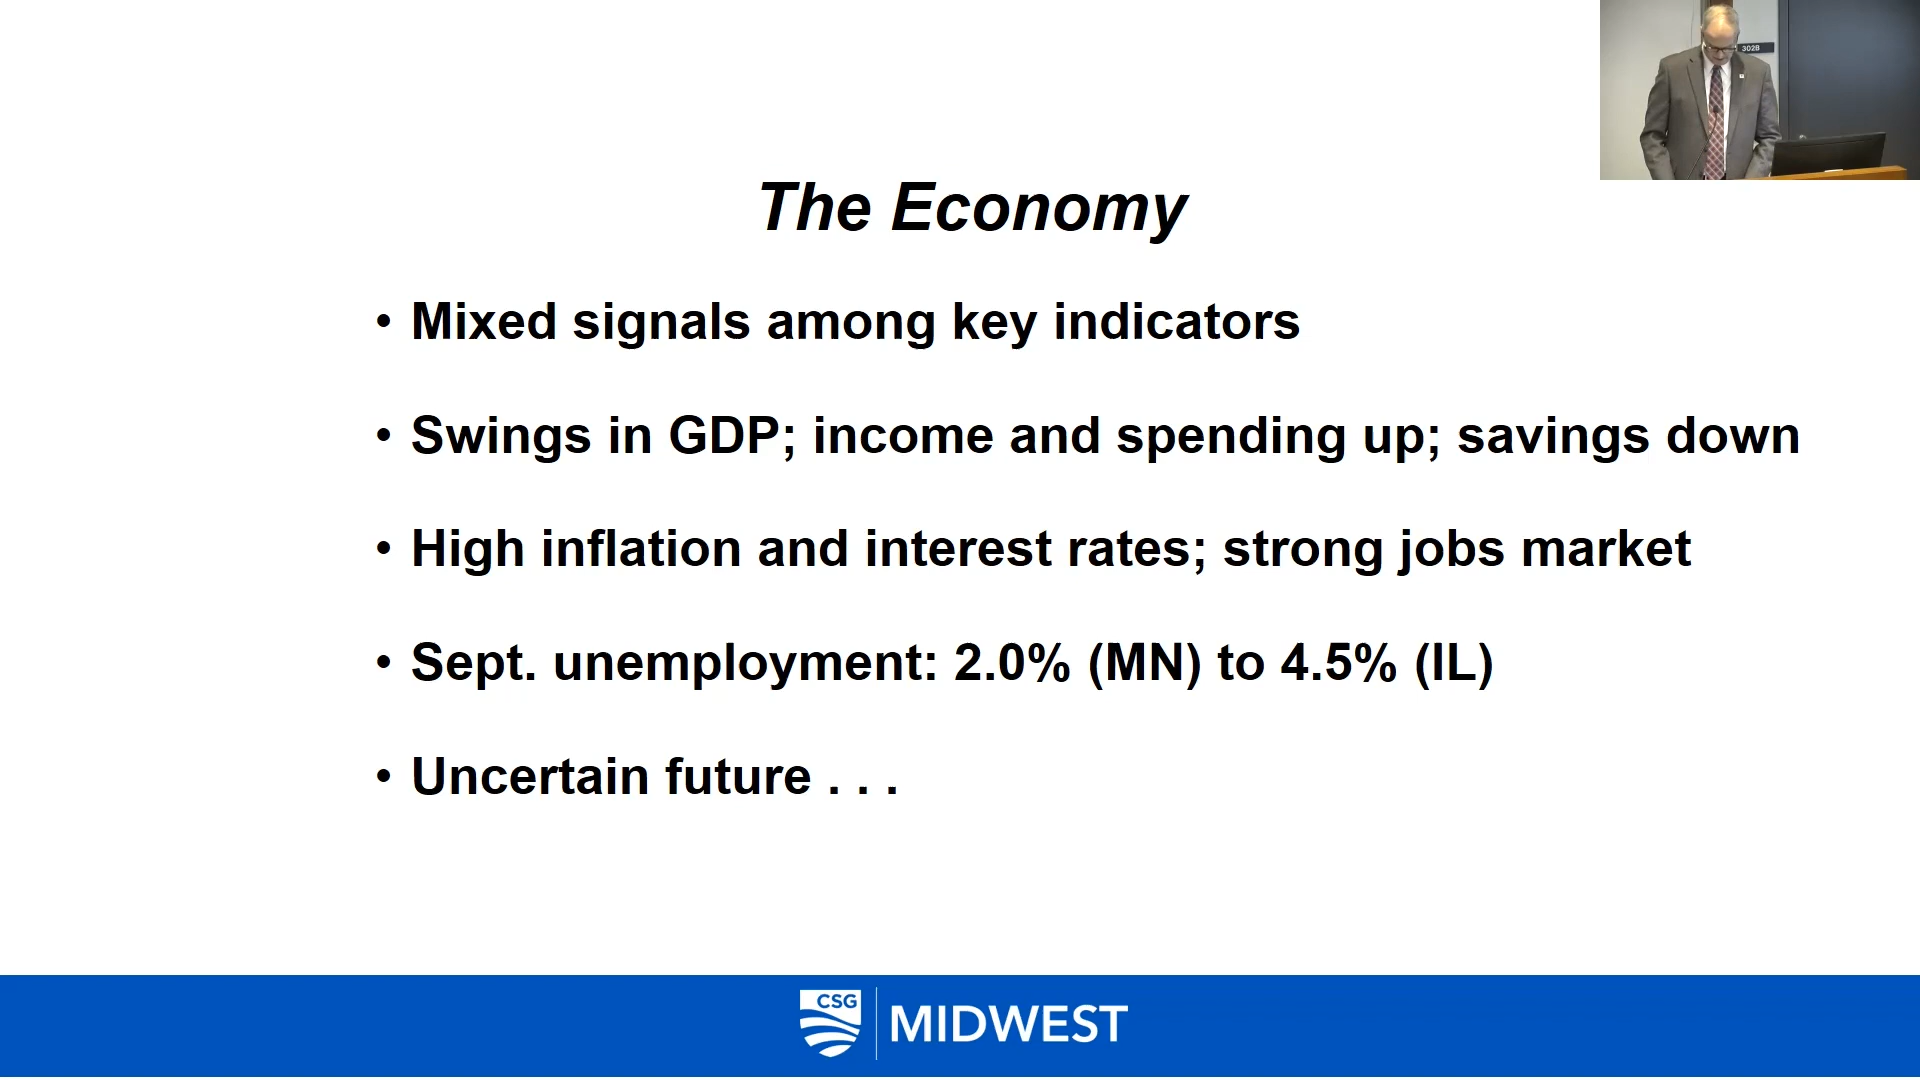 302B
The Economy
• Mixed signals among key indicators
• Swings in GDP; income and spending up; savings down
• High inflation and interest rates; strong jobs market
• Sept. unemployment: 2.0% (MN) to 4.5% (IL)
• Uncertain future . . .
CSG
MIDWEST